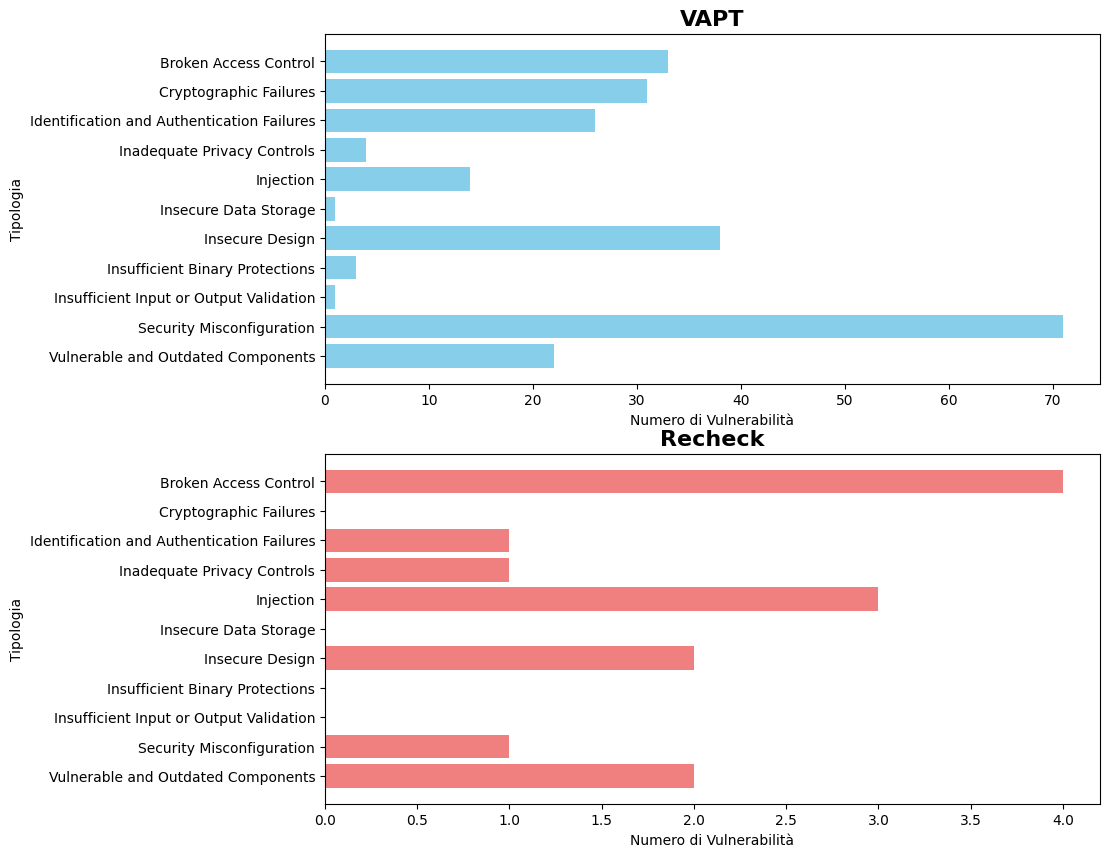 VAPT
Tipologia
Broken Access Control
Cryptographic Failures
Identification and Authentication Failures
Inadequate Privacy Controls
Injection
Insecure Data Storage
Insecure Design
Insufficient Binary Protections
Insufficient Input or Output Validation
Security Misconfiguration
Vulnerable and Outdated Components
0 10 20 30 40 50 60 70
Numero di Vulnerabilità
Recheck
Tipologia
Broken Access Control
Cryptographic Failures
Identification and Authentication Failures
Inadequate Privacy Controls
Injection
Insecure Data Storage
Insecure Design
Insufficient Binary Protections
Insufficient Input or Output Validation
Security Misconfiguration
Vulnerable and Outdated Components
0.0 0.5 1.0 1.5 2.0 2.5 3.0 3.5 4.0
Numero di Vulnerabilità